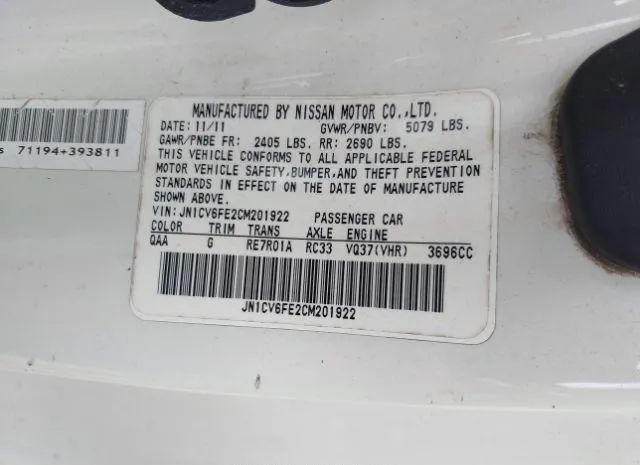 MANUFACTURED BY NISSAN MOTOR CO.,LTD.
DATE: 11/11 GVWR/PNBV: 5079 LBS.
GAWR/PNBE FR: 2405 LBS. RR: 2690 LBS.
THIS VEHICLE CONFORMS TO ALL APPLICABLE FEDERAL
MOTOR VEHICLE SAFETY,BUMPER,AND THEFT PREVENTION
STANDARDS IN EFFECT ON THE DATE OF MANUFACTURE
SHOWN ABOVE.
VIN:JN1CV6FE2CM201922 PASSENGER CAR
COLOR TRIM TRANS AXLE ENGINE
QAA G RE7R01A RC33 VQ37(VHR) 3696CC
JN1CV6FE2CM201922
s 71194+393811